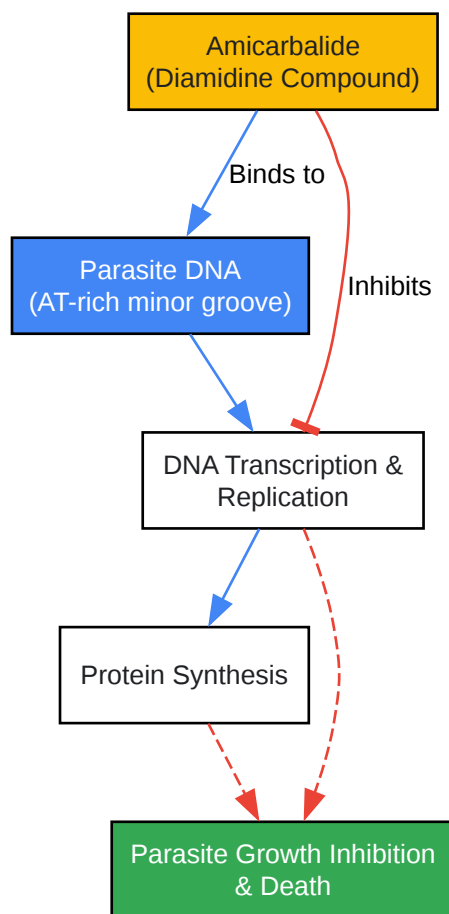 Amicarbalide
(Diamidine Compound)
Binds to
Parasite DNA
(AT-rich minor groove)
Inhibits
DNA Transcription &
Replication
Protein Synthesis
Parasite Growth Inhibition
& Death